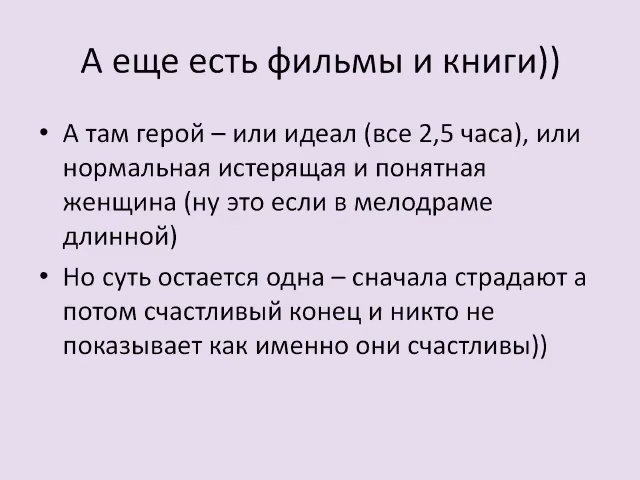 А еще есть фильмы и книги))
• А там герой – или идеал (все 2,5 часа), или
нормальная истерящая и понятная
женщина (ну это если в мелодраме
длинной)
• Но суть остается одна – сначала страдают а
потом счастливый конец и никто не
показывает как именно они счастливы))